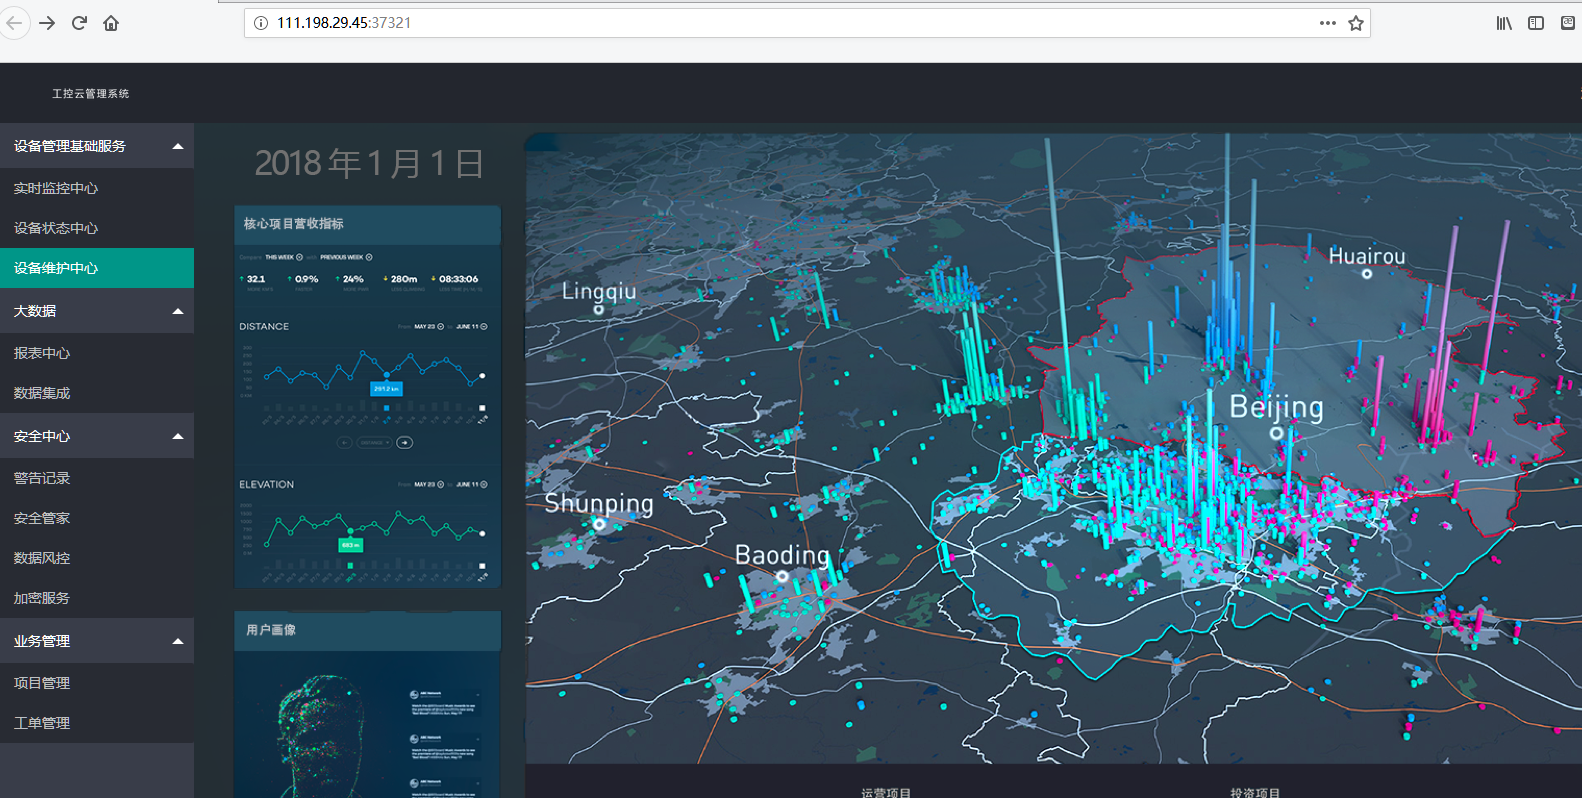 111.198.29.45:37321
工控云管理系统
设备管理基础服务
实时监控中心
设备状态中心
设备维护中心
大数据
报表中心
数据集成
安全中心
警告记录
安全管家
数据风控
加密服务
业务管理
项目管理
工单管理
2018 年 1 月 1 日
核心项目营收指标
THIS WEEK PREVIOUS WEEK
32.1 0.9% 24% 280m 08:33:06
DISTANCE MAY 23 JUNE 11
291.2 km
ELEVATION MAY 23 JUNE 11
683 m
用户画像
Lingqiu
Huairou
Beijing
Shunping
Baoding
运营项目
投资项目